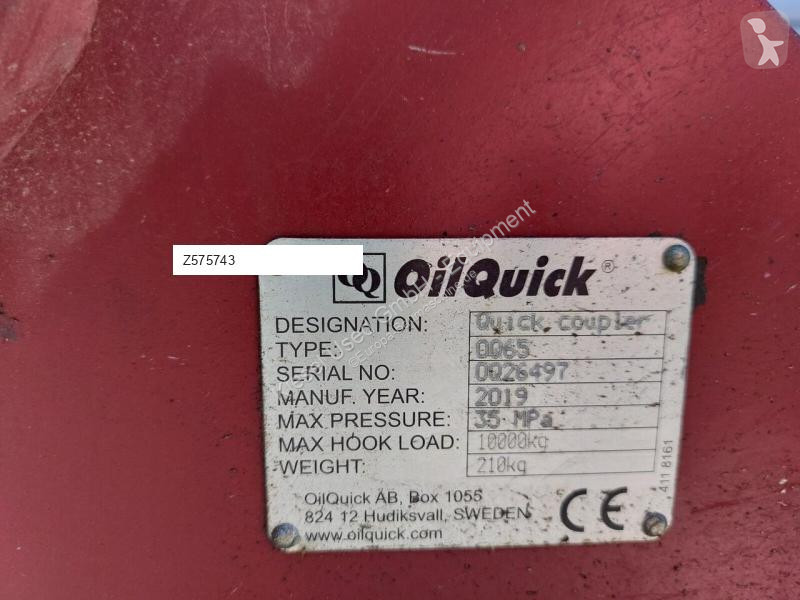 Z575743
QQ OilQuick ®
DESIGNATION: Quick coupler
TYPE: OQ65
SERIAL NO: OQ26497
MANUF. YEAR: 2019
MAX PRESSURE: 35 MPa
MAX HOOK LOAD: 10000kg
WEIGHT: 210kg
OilQuick AB, Box 1055
824 12 Hudiksvall, SWEDEN
www.oilquick.com
CE
411 8161